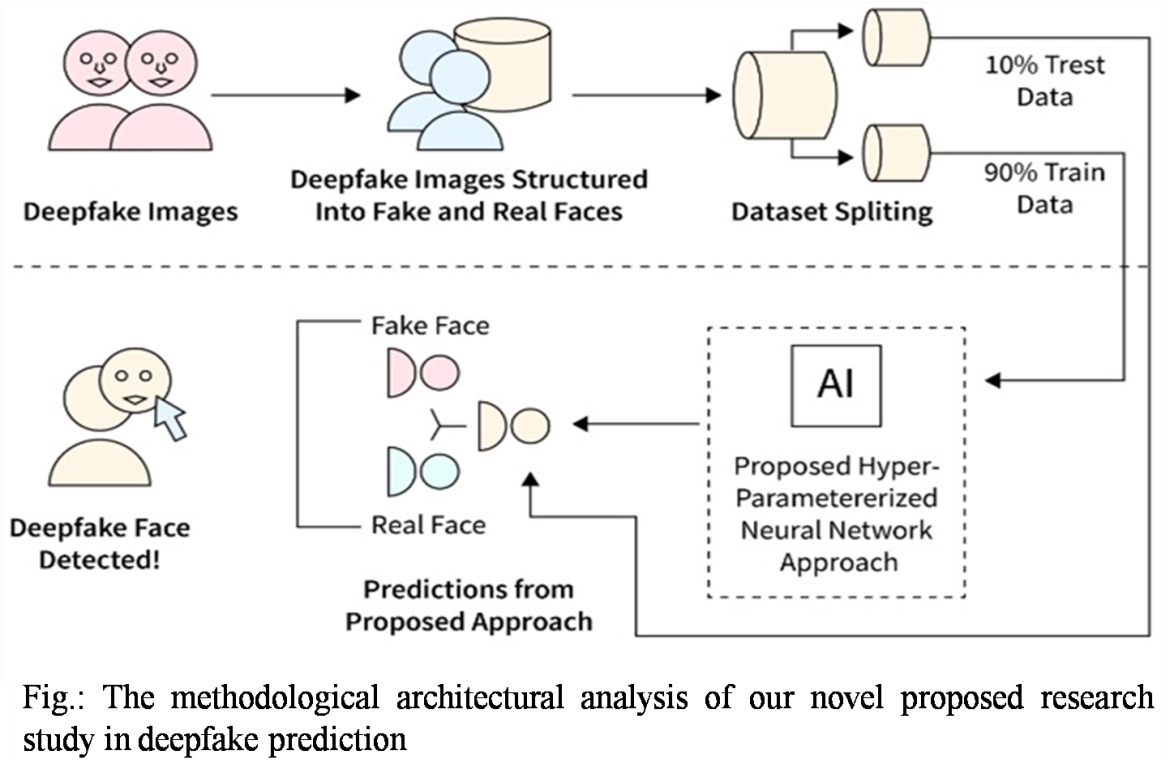 Deepfake Images
Deepfake Images Structured
Into Fake and Real Faces
Dataset Spliting
10% Trest
Data
90% Train
Data
Deepfake Face
Detected!
Fake Face
Real Face
Predictions from
Proposed Approach
AI
Proposed Hyper-
Parametererized
Neural Network
Approach
Fig.: The methodological architectural analysis of our novel proposed research
study in deepfake prediction